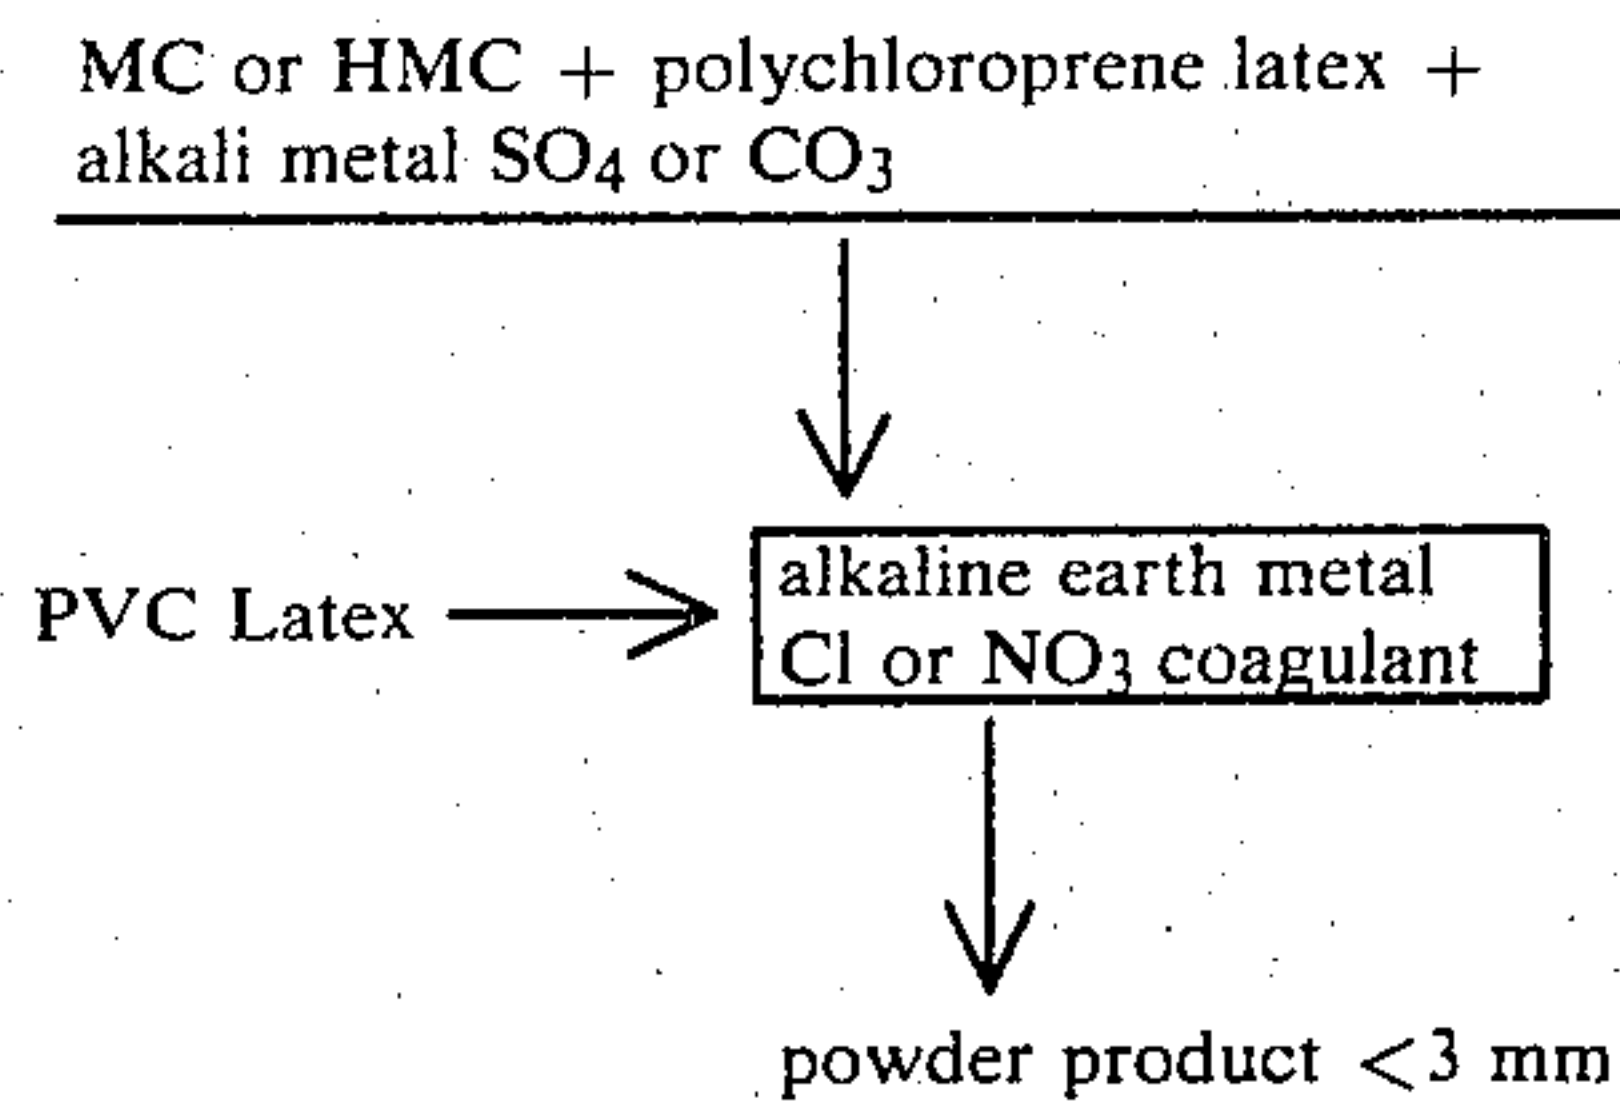 MC or HMC + polychloroprene latex +
alkali metal SO4 or CO3
alkaline earth metal
PVC Latex
Cl or NO3 coagulant
powder product <3 mm